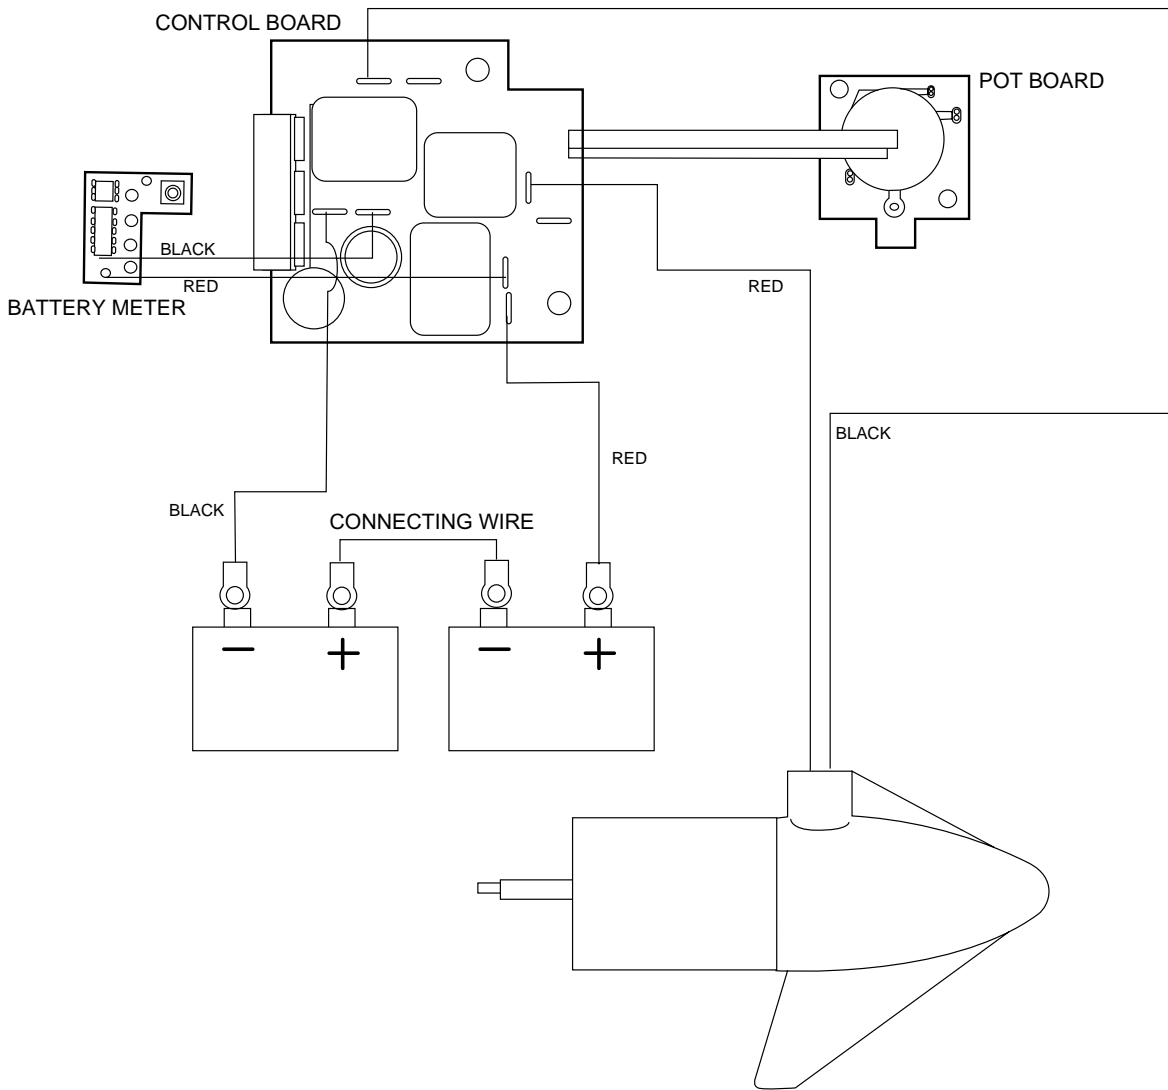 CONTROL BOARD
POT BOARD
BLACK
RED
RED
BATTERY METER
BLACK
RED
BLACK
CONNECTING WIRE
− + − +